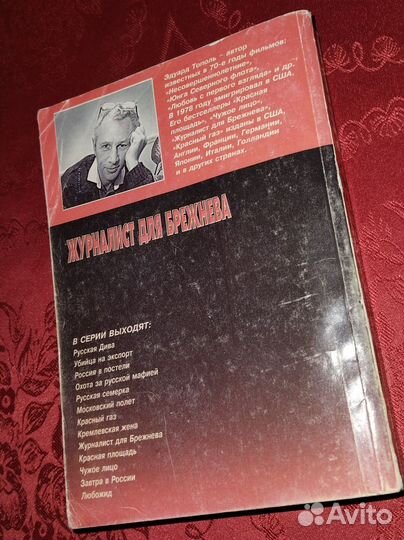 Эдуард Тополь - автор
известных в 70-е годы фильмов:
«Несовершеннолетние»,
«Юнга Северного флота»,
«Любовь с первого взгляда» и др.
В 1978 году эмигрировал в США.
Его бестселлеры «Красная
площадь», «Чужое лицо»,
«Журналист для Брежнева»,
«Красный газ» изданы в США,
Англии, Франции, Германии,
Японии, Италии, Голландии
и в других странах.
ЖУРНАЛИСТ ДЛЯ БРЕЖНЕВА
В СЕРИИ ВЫХОДЯТ:
Русская Дива
Убийца на экспорт
Россия в постели
Охота за русской мафией
Русская семерка
Московский полет
Красный газ
Кремлевская жена
Журналист для Брежнева
Красная площадь
Чужое лицо
Завтра в России
Любожид
Avito